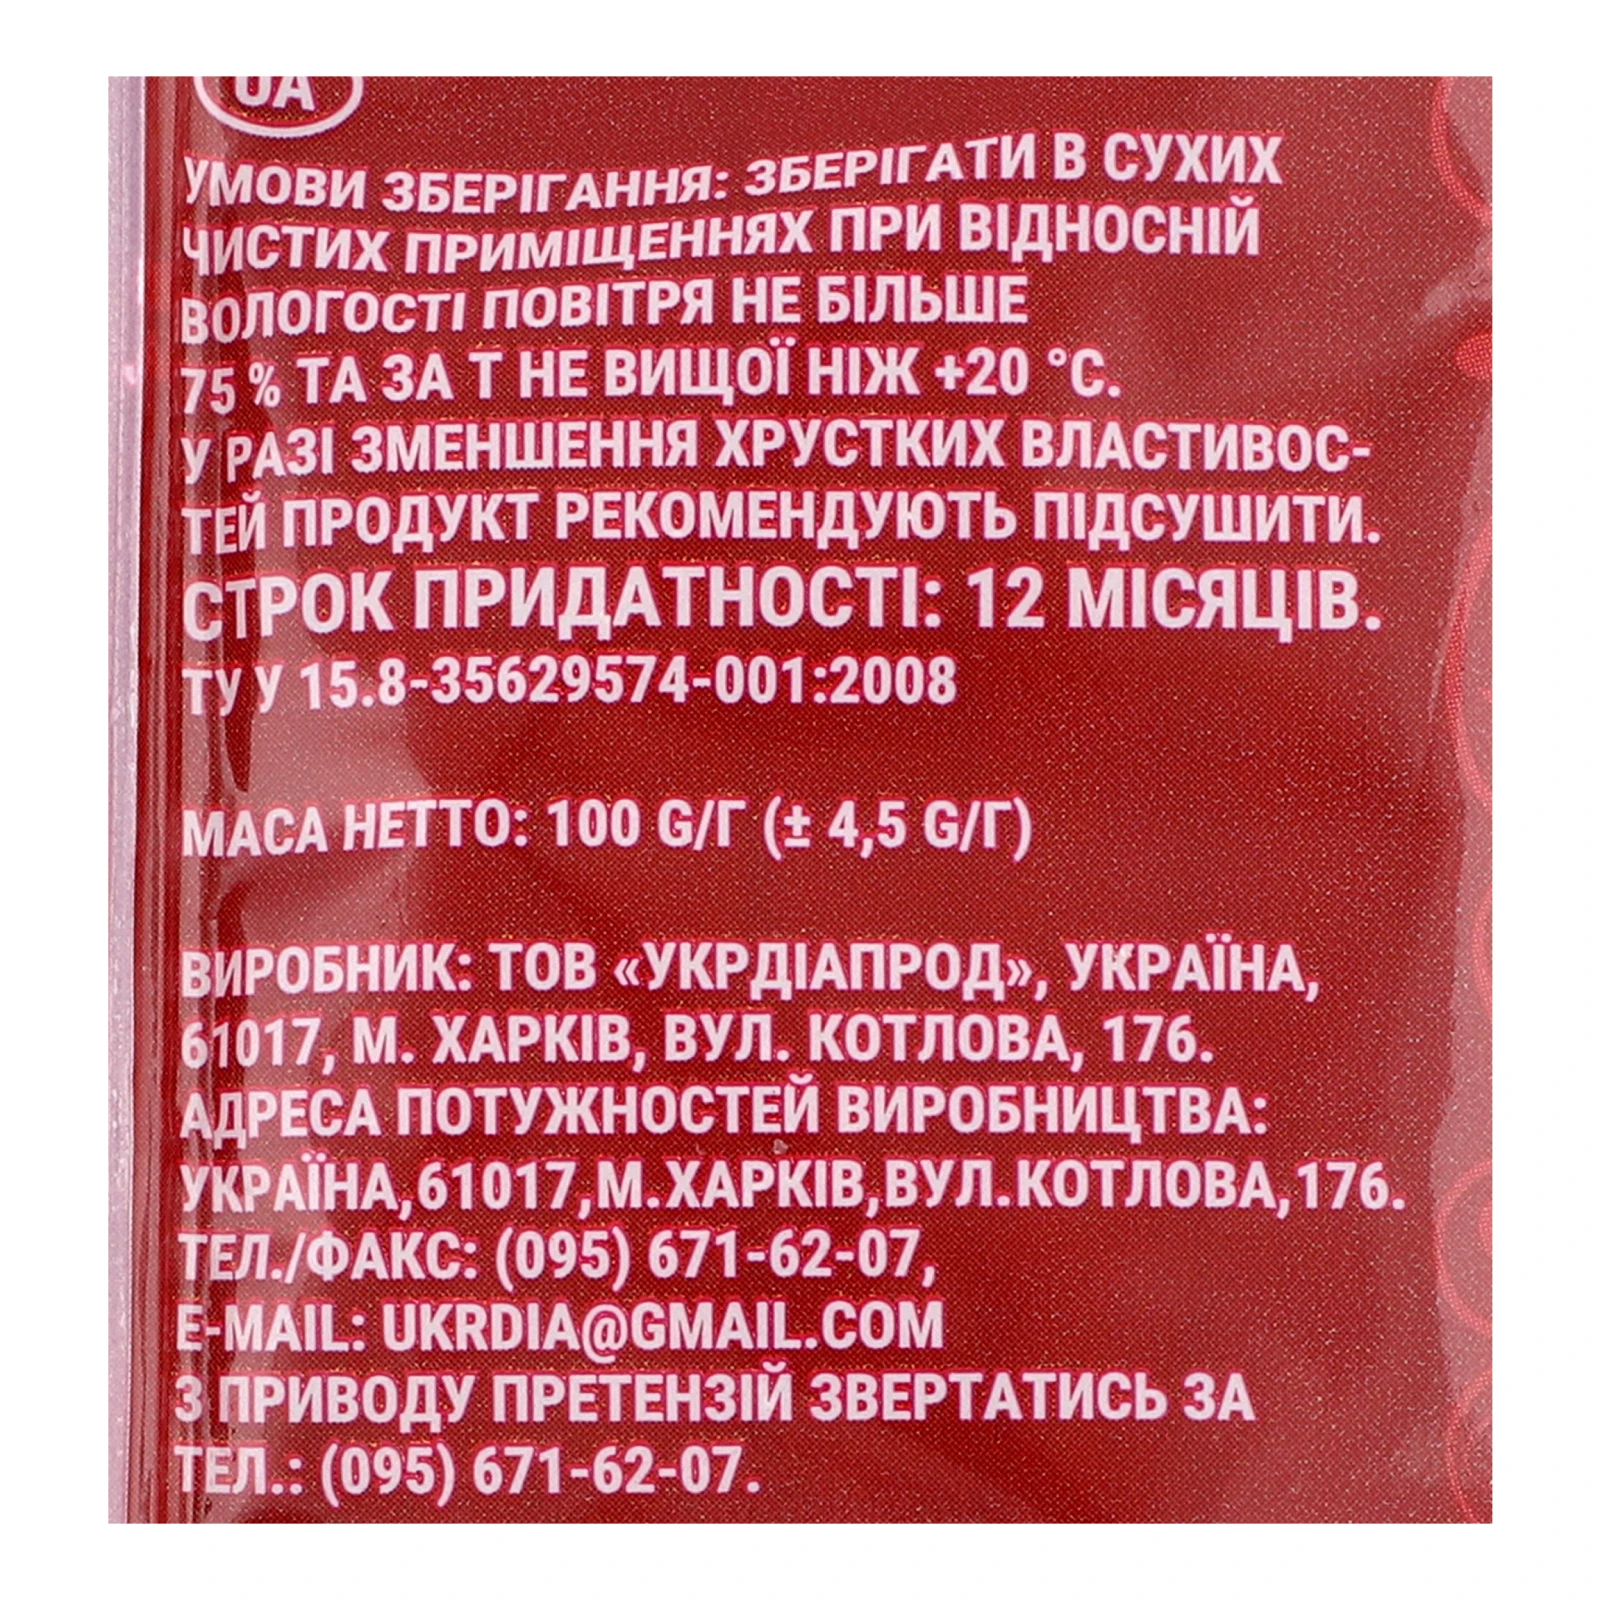 UA
УМОВИ ЗБЕРІГАННЯ: ЗБЕРІГАТИ В СУХИХ
ЧИСТИХ ПРИМІЩЕННЯХ ПРИ ВІДНОСНІЙ
ВОЛОГОСТІ ПОВІТРЯ НЕ БІЛЬШЕ
75 % ТА ЗА Т НЕ ВИЩОЇ НІЖ +20 °С.
У РАЗІ ЗМЕНШЕННЯ ХРУСТКИХ ВЛАСТИВОС-
ТЕЙ ПРОДУКТ РЕКОМЕНДУЮТЬ ПІДСУШИТИ.
СТРОК ПРИДАТНОСТІ: 12 МІСЯЦІВ.
ТУ У 15.8-35629574-001:2008
МАСА НЕТТО: 100 G/Г (± 4,5 G/Г)
ВИРОБНИК: ТОВ «УКРДІАПРОД», УКРАЇНА,
61017, М. ХАРКІВ, ВУЛ. КОТЛОВА, 176.
АДРЕСА ПОТУЖНОСТЕЙ ВИРОБНИЦТВА:
УКРАЇНА,61017,М.ХАРКІВ,ВУЛ.КОТЛОВА,176.
ТЕЛ./ФАКС: (095) 671-62-07,
E-MAIL: UKRDIA@GMAIL.COM
З ПРИВОДУ ПРЕТЕНЗІЙ ЗВЕРТАТИСЬ ЗА
ТЕЛ.: (095) 671-62-07.